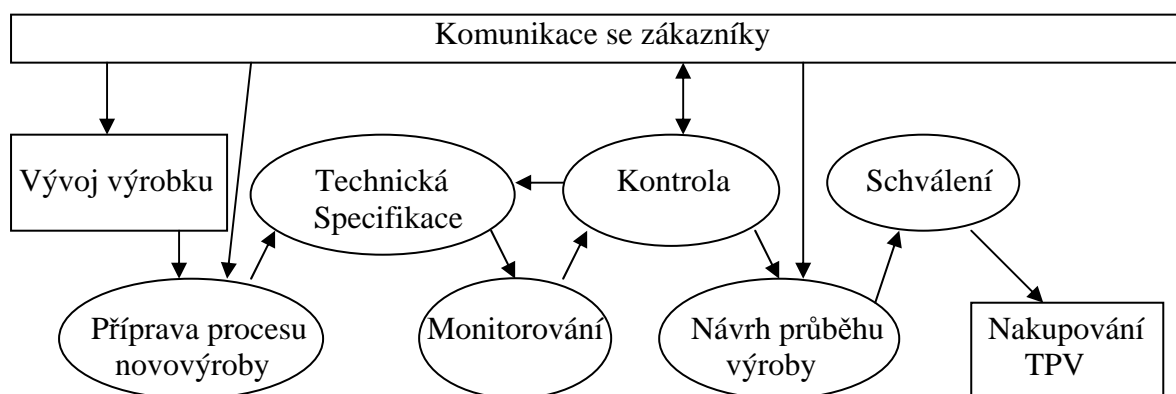 Komunikace se zákazníky
Vývoj výrobku
Technická
Specifikace
Kontrola
Schválení
Příprava procesu
novovýroby
Monitorování
Návrh průběhu
výroby
Nakupování
TPV